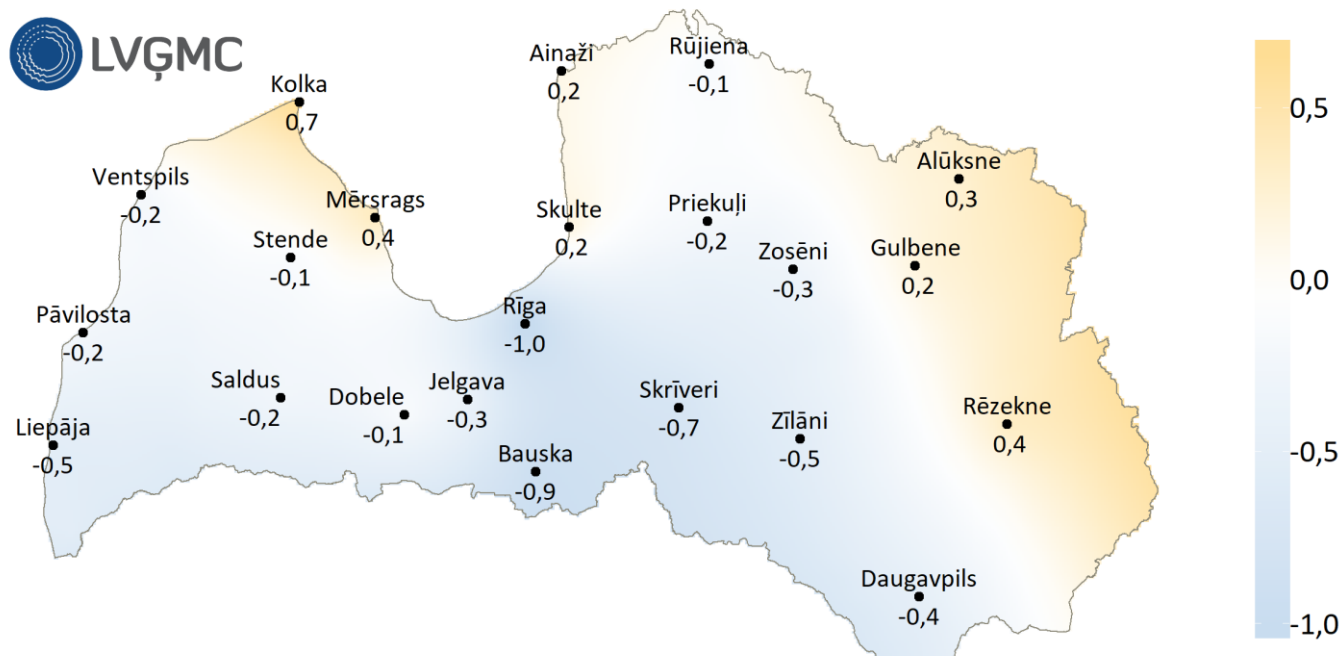 LVĢMC
Kolka
0,7
Ainaži
0,2
Rūjiena
-0,1
Ventspils
-0,2
Mērsrags
0,4
Stende
-0,1
Skulte
0,2
Priekuļi
-0,2
Zosēni
-0,3
Alūksne
0,3
Gulbene
0,2
Pāvilosta
-0,2
Rīga
-1,0
Saldus
-0,2
Dobele
-0,1
Jelgava
-0,3
Skrīveri
-0,7
Zīlāni
-0,5
Rēzekne
0,4
Liepāja
-0,5
Bauska
-0,9
Daugavpils
-0,4
0,5
0,0
-0,5
-1,0